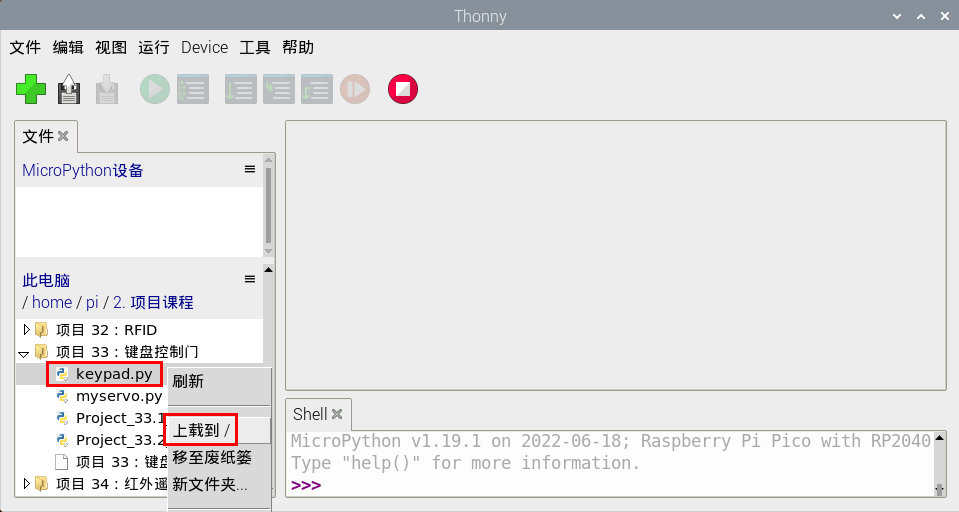 Thonny
文件 编辑 视图 运行 Device 工具 帮助
文件
MicroPython设备
此电脑
/ home / pi / 2. 项目课程
项目 32：RFID
项目 33：键盘控制门
keypad.py
刷新
myservo.py
Project_33.1
上载到 /
Project_33.2
移至废纸篓
项目 33：键盘
新文件夹...
项目 34：红外遥
Shell
MicroPython v1.19.1 on 2022-06-18; Raspberry Pi Pico with RP2040
Type "help()" for more information.
>>>